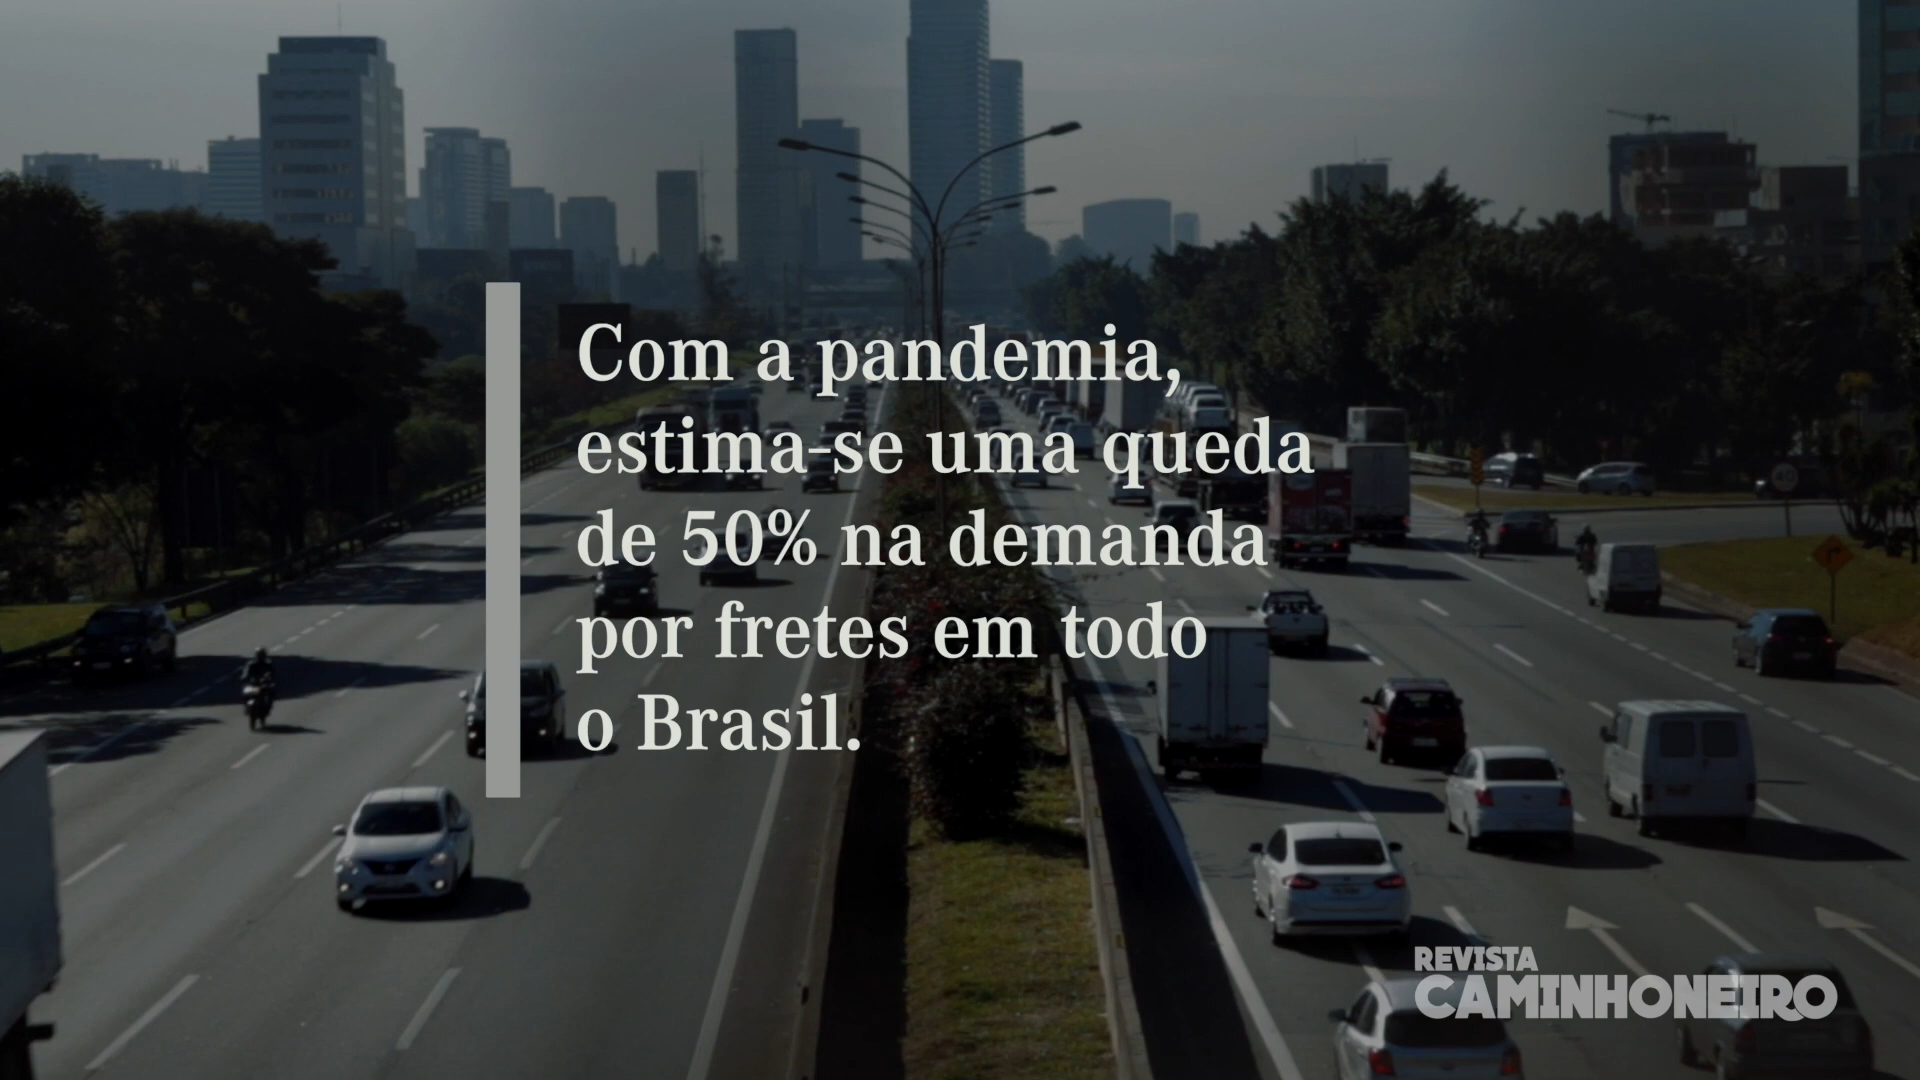 Com a pandemia,
estima-se uma queda
de 50% na demanda
por fretes em todo
o Brasil.
REVISTA
CAMINHONEIRO